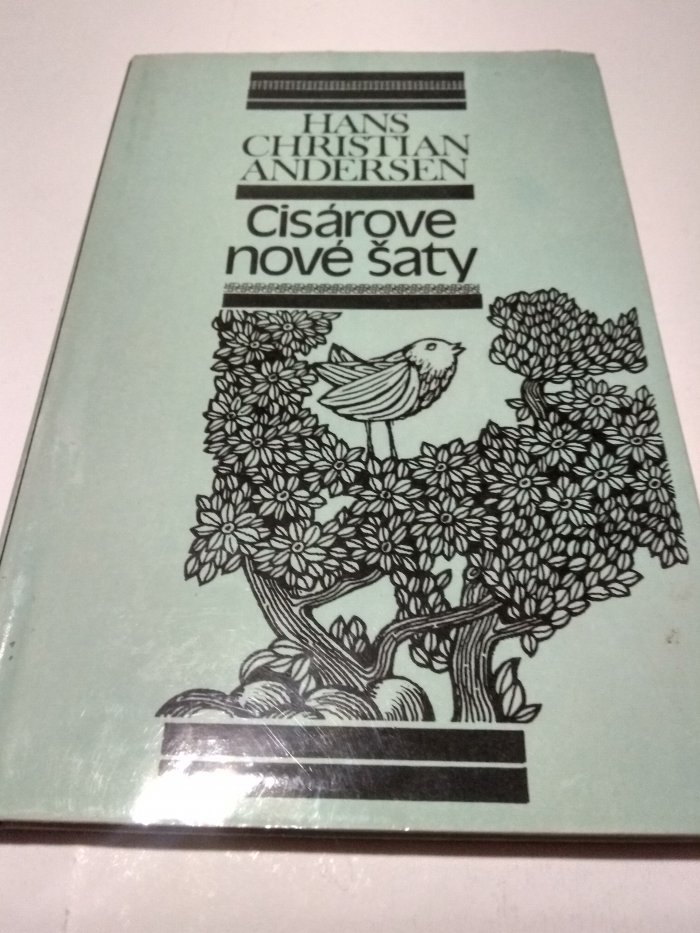 HANS
CHRISTIAN
ANDERSEN
Cisárove
nové šaty